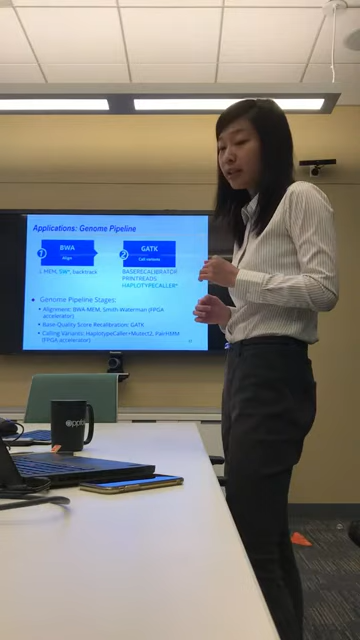 Applications: Genome Pipeline
1 BWA
Align
2 GATK
Call variants
MEM, SW*, backtrack
BASERECALIBRATOR
PRINTREADS,
HAPLOTYPECALLER*
Genome Pipeline Stages:
Alignment: BWA-MEM, Smith Waterman (FPGA
accelerator)
Base-Quality Score Recalibration: GATK
Calling Variants: HaplotypeCaller+Mutect2, PairHMM
(FPGA accelerator)